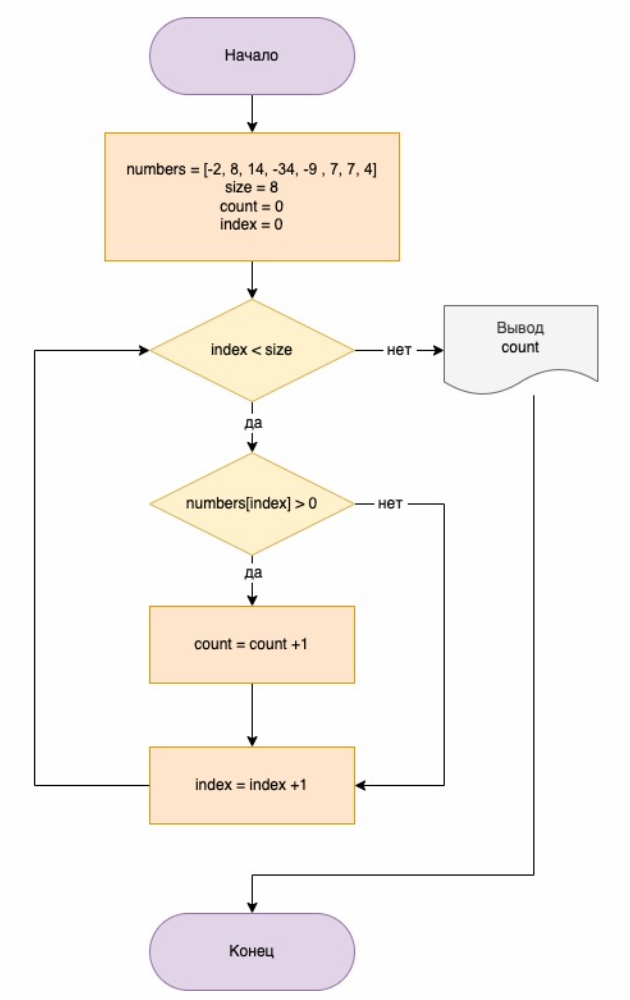 Начало
numbers = [-2, 8, 14, -34, -9 , 7, 7, 4]
size = 8
count = 0
index = 0
index < size
нет
Вывод
count
да
numbers[index] > 0
нет
да
count = count +1
index = index +1
Конец